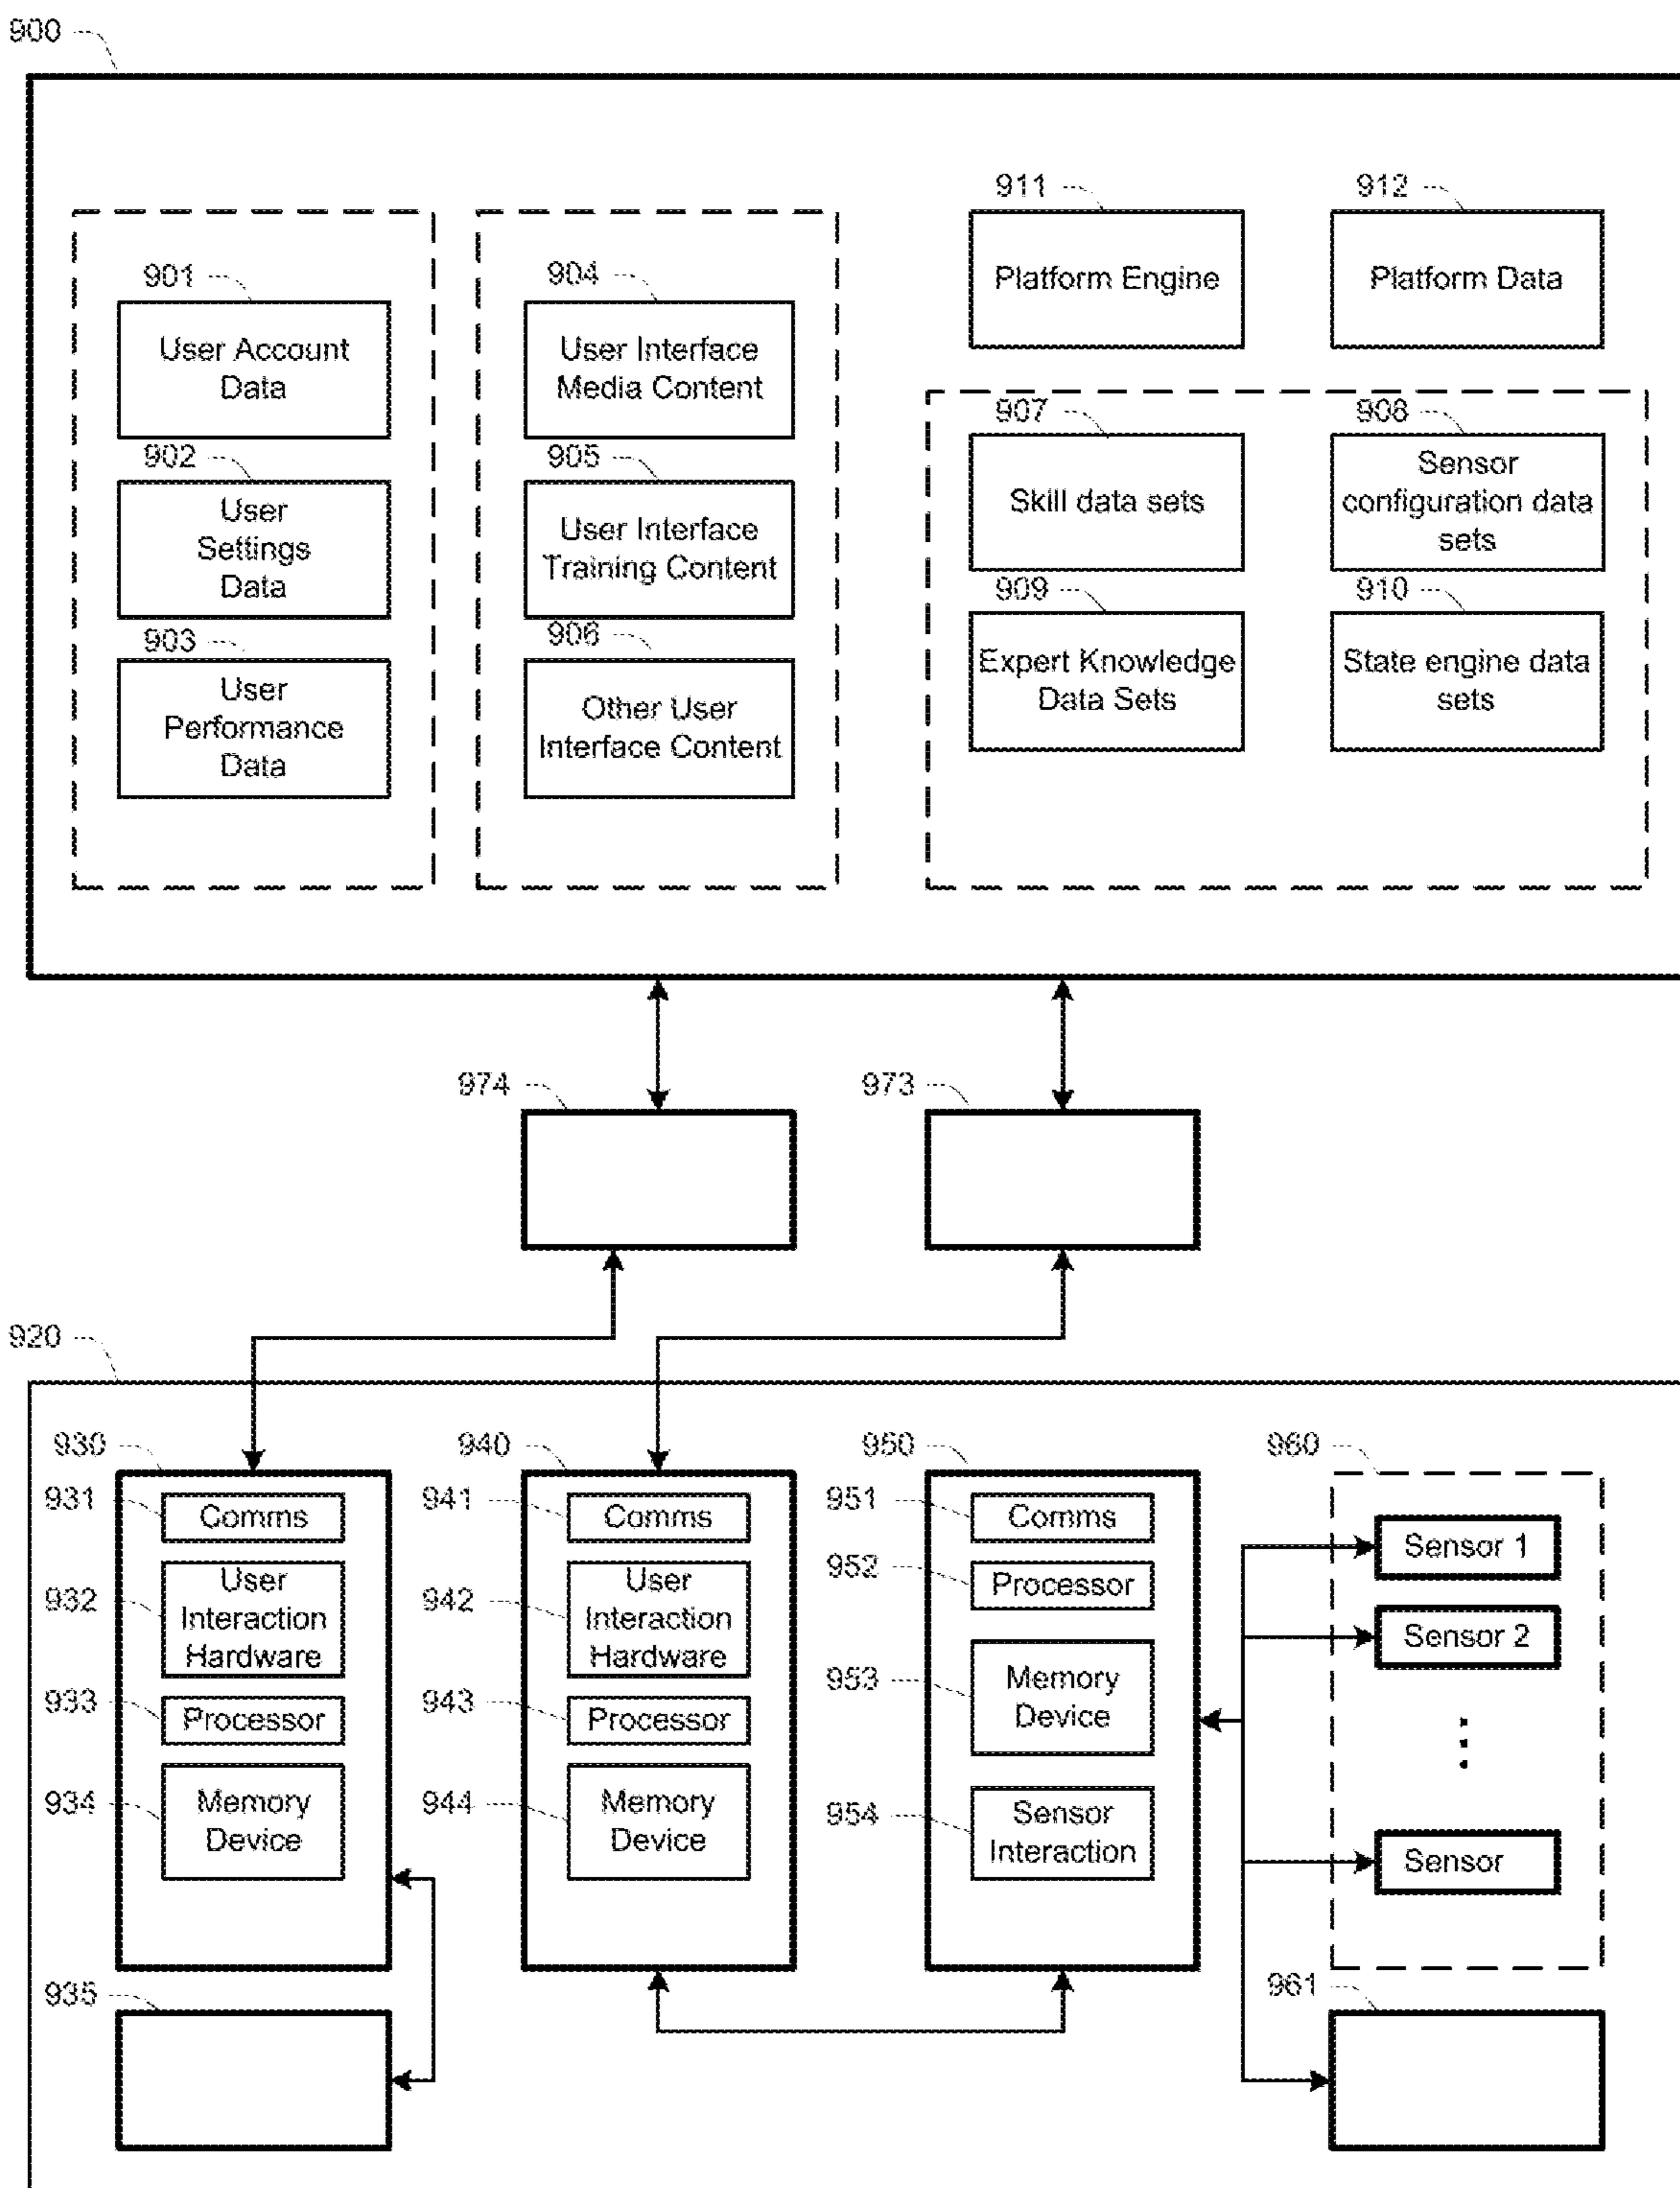 900
911
912
Platform Engine
Platform Data
901
User Account
Data
902
User
Settings
Data
903
User
Performance
Data
904
User Interface
Media Content
905
User Interface
Training Content
906
Other User
Interface Content
907
Skill data sets
908
Sensor
configuration data
sets
909
Expert Knowledge
Data Sets
910
State engine data
sets
974
973
920
930
931
Comms
932
User
Interaction
Hardware
933
Processor
934
Memory
Device
935
940
941
Comms
942
User
Interaction
Hardware
943
Processor
944
Memory
Device
950
951
Comms
952
Processor
953
Memory
Device
954
Sensor
Interaction
960
Sensor 1
Sensor 2
Sensor
961